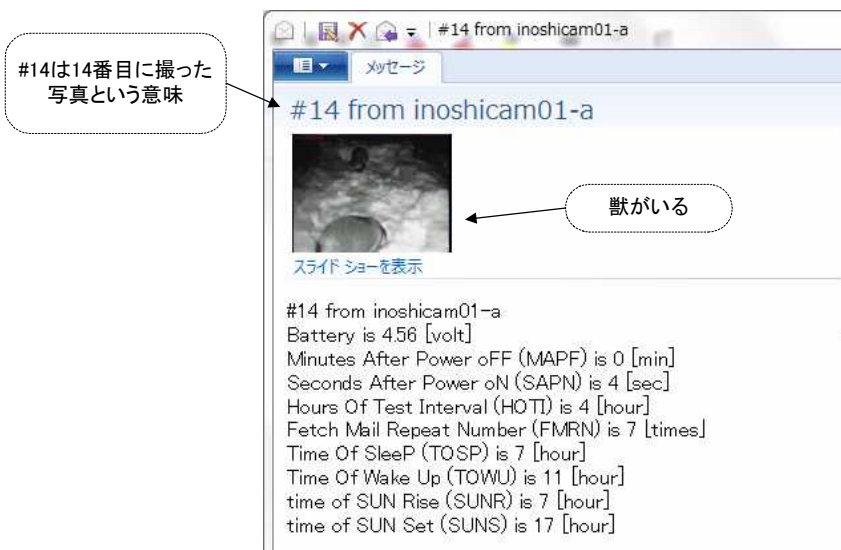 #14 from inoshicam01-a
メッセージ
#14は14番目に撮った
写真という意味
#14 from inoshicam01-a
獣がいる
スライド ショーを表示
#14 from inoshicam01-a
Battery is 4.56 [volt]
Minutes After Power oFF (MAPF) is 0 [min]
Seconds After Power oN (SAPN) is 4 [sec]
Hours Of Test Interval (HOTI) is 4 [hour]
Fetch Mail Repeat Number (FMRN) is 7 [times]
Time Of SleeP (TOSP) is 7 [hour]
Time Of Wake Up (TOWU) is 11 [hour]
time of SUN Rise (SUNR) is 7 [hour]
time of SUN Set (SUNS) is 17 [hour]